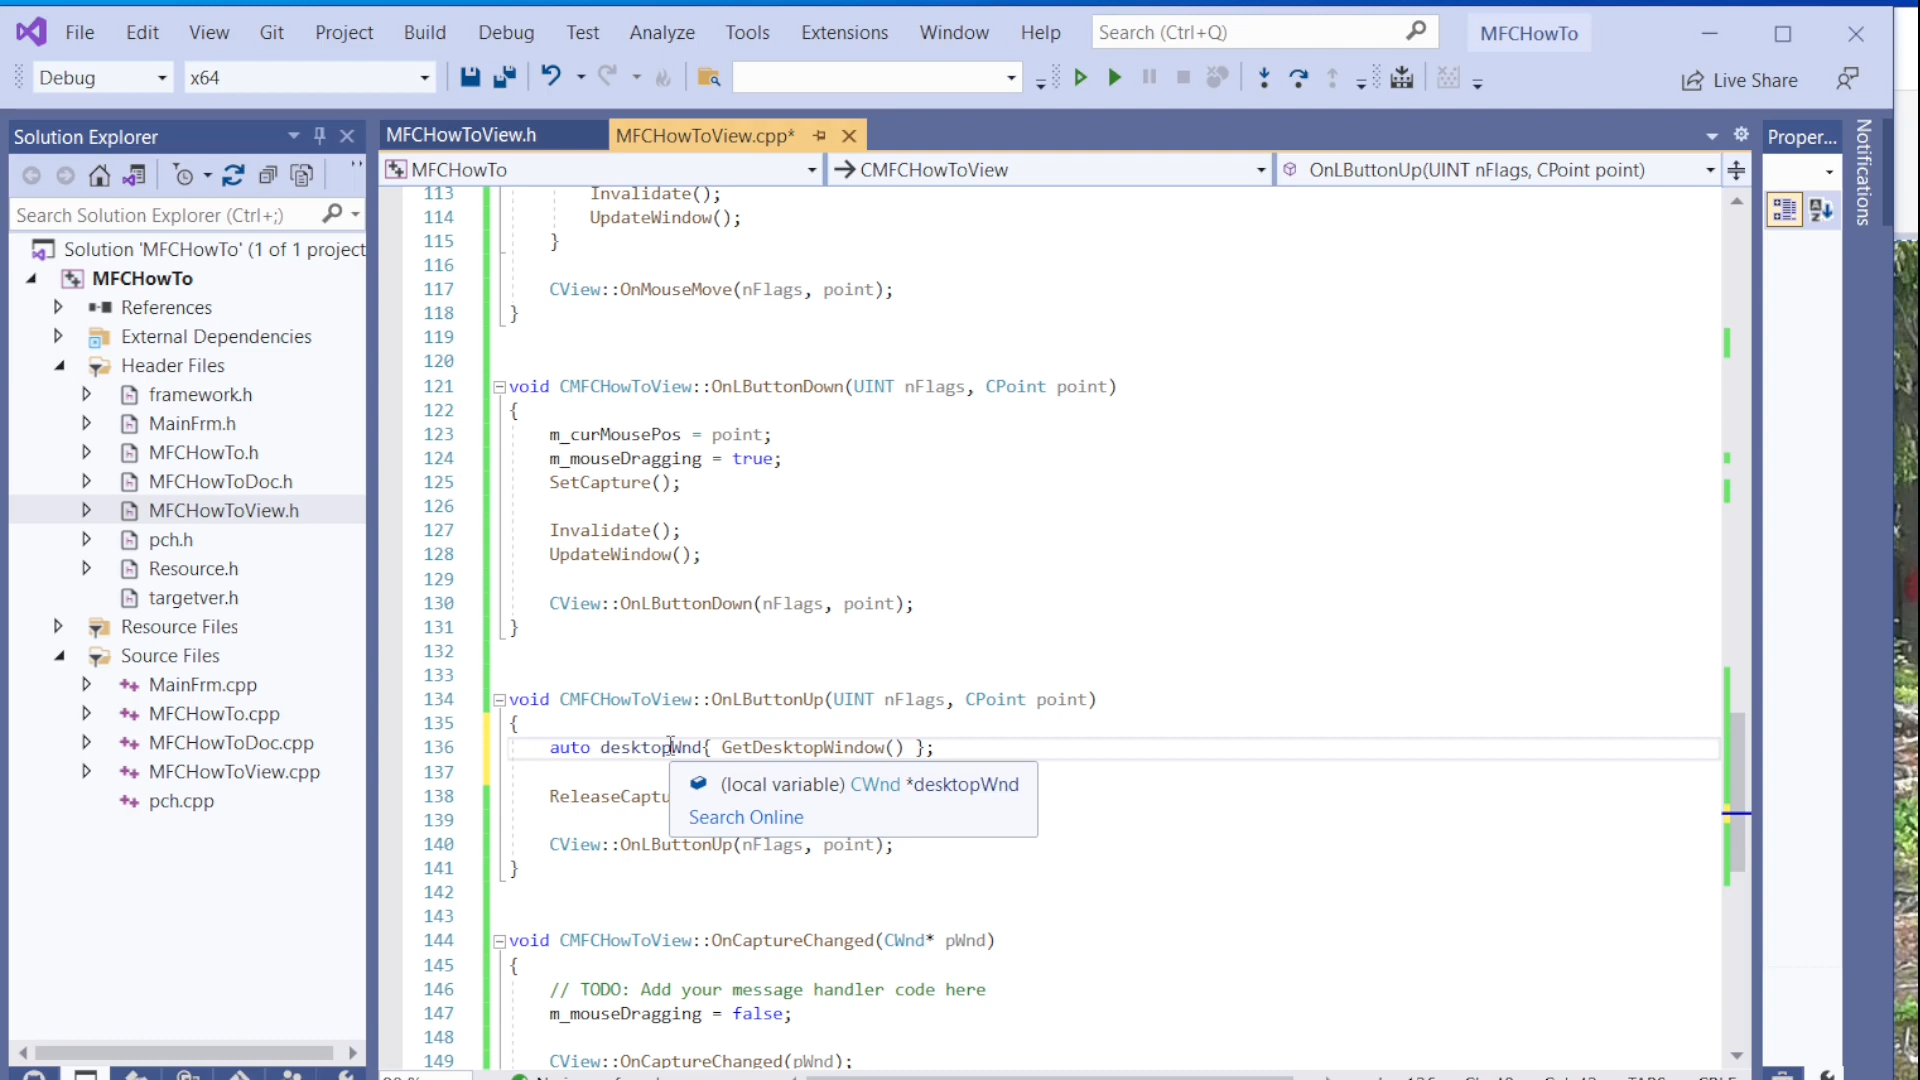 File Edit View Git Project Build Debug Test Analyze Tools Extensions Window Help Search (Ctrl+Q) MFCHowTo
Debug x64 Live Share
Solution Explorer
MFCHowToView.h MFCHowToView.cpp*
Proper...
Notifications
MFCHowTo CMFCHowToView OnLButtonUp(UINT nFlags, CPoint point)
Search Solution Explorer (Ctrl+;)
Solution 'MFCHowTo' (1 of 1 project
MFCHowTo
References
External Dependencies
Header Files
framework.h
MainFrm.h
MFCHowTo.h
MFCHowToDoc.h
MFCHowToView.h
pch.h
Resource.h
targetver.h
Resource Files
Source Files
MainFrm.cpp
MFCHowTo.cpp
MFCHowToDoc.cpp
MFCHowToView.cpp
pch.cpp
113 Invalidate();
114 UpdateWindow();
115 }
116
117 CView::OnMouseMove(nFlags, point);
118 }
119
120
121 void CMFCHowToView::OnLButtonDown(UINT nFlags, CPoint point)
122 {
123 m_curMousePos = point;
124 m_mouseDragging = true;
125 SetCapture();
126
127 Invalidate();
128 UpdateWindow();
129
130 CView::OnLButtonDown(nFlags, point);
131 }
132
133
134 void CMFCHowToView::OnLButtonUp(UINT nFlags, CPoint point)
135 {
136 auto desktopWnd{ GetDesktopWindow() };
137
(local variable) CWnd *desktopWnd
Search Online
138 ReleaseCaptu
139
140 CView::OnLButtonUp(nFlags, point);
141 }
142
143
144 void CMFCHowToView::OnCaptureChanged(CWnd* pWnd)
145 {
146 // TODO: Add your message handler code here
147 m_mouseDragging = false;
148
149 CView::OnCaptureChanged(pWnd);